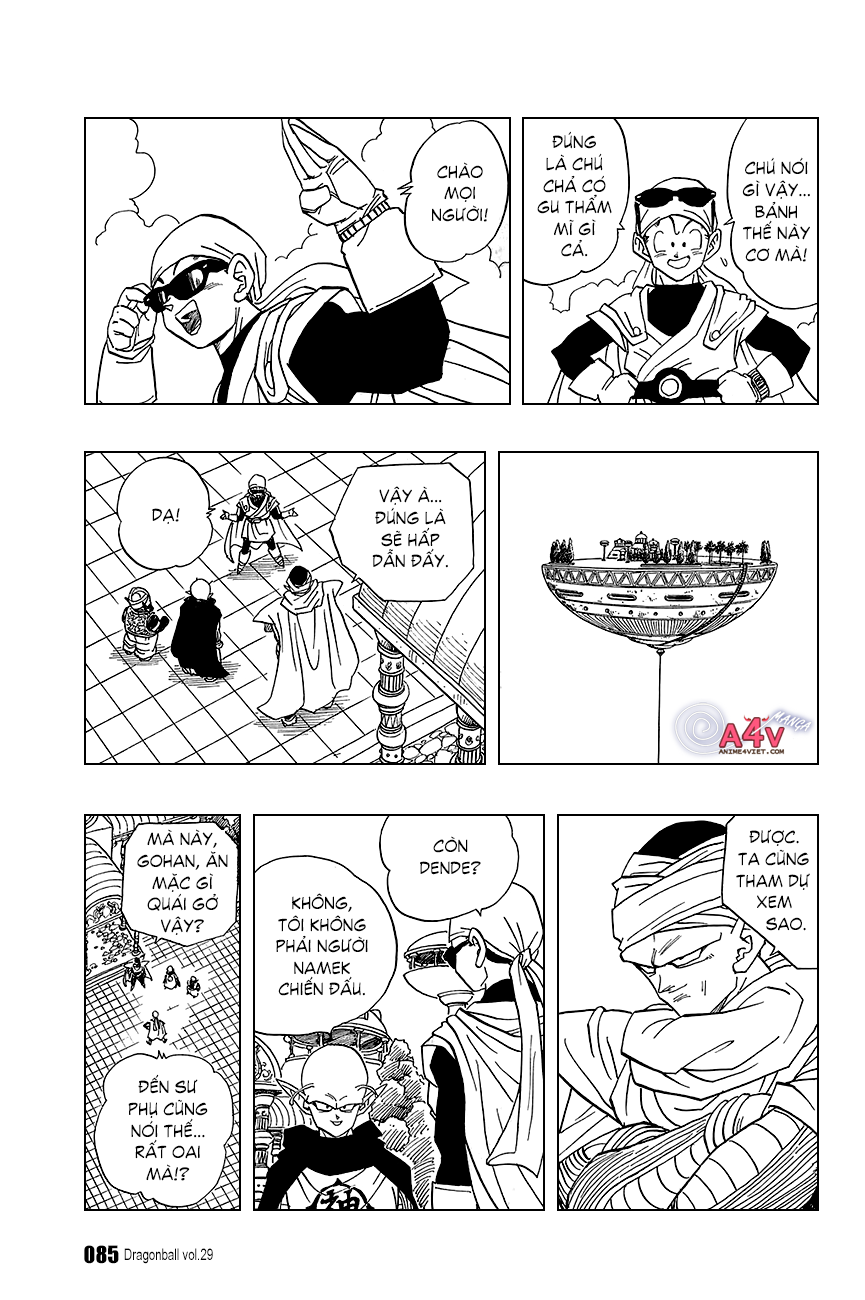 CHÚ NÓI
GÌ VẬY...
BÁNH
THẾ NÀY
CƠ MÀ!
ĐÚNG
LÀ CHÚ
CHẢ CÓ
GU THẨM
MĨ GÌ
CẢ.
CHÀO
MỌI
NGƯỜI!
VẬY À...
ĐÚNG LÀ
SẼ HẤP
DẪN ĐẤY.
DẠ!
A4V MANGA
ANIME4VIET.COM
ĐƯỢC.
TA CŨNG
THAM DỰ
XEM
SAO.
CÒN
DENDE?
KHÔNG,
TÔI KHÔNG
PHẢI NGƯỜI
NAMEK
CHIẾN ĐẤU.
神
MÀ NÀY,
GOHAN, ĂN
MẶC GÌ
QUÁI GỞ
VẬY?
ĐẾN SƯ
PHỤ CŨNG
NÓI THẾ...
RẤT OAI
MÀ!?
085 Dragonball vol.29